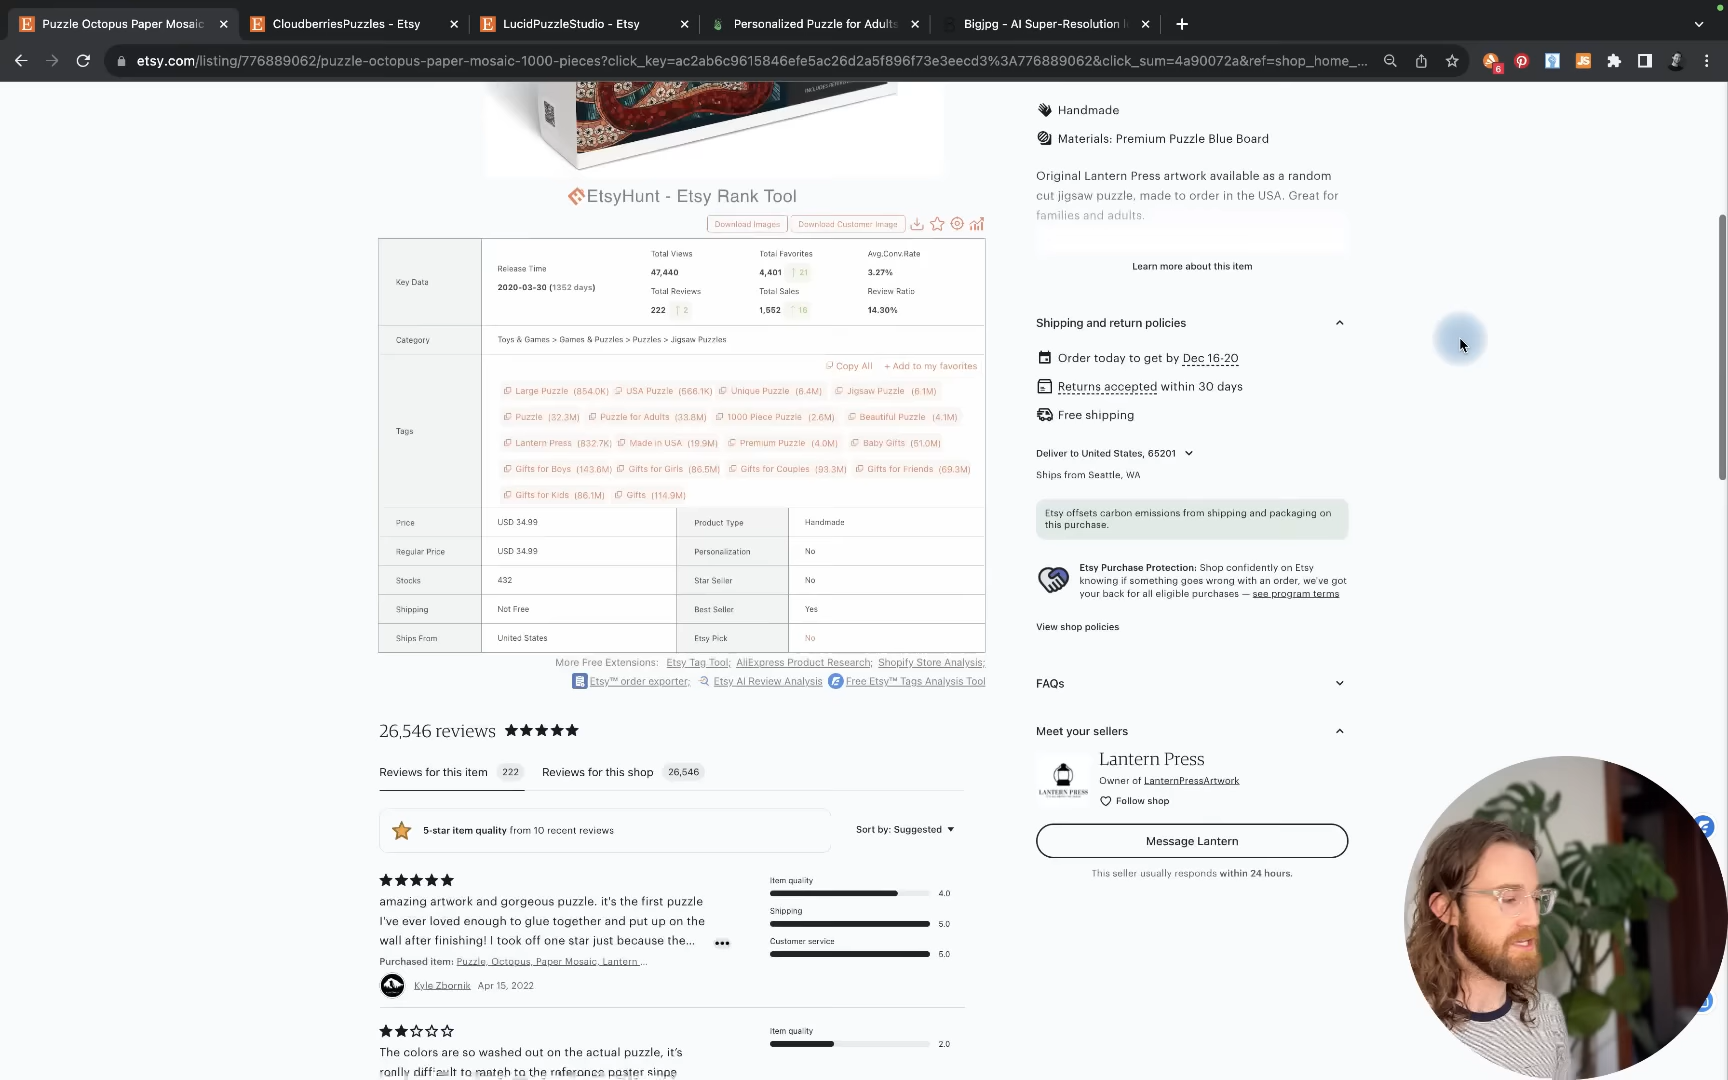 Puzzle Octopus Paper Mosaic
CloudberriesPuzzles - Etsy
LucidPuzzleStudio - Etsy
Personalized Puzzle for Adults
Bigjpg - AI Super-Resolution
etsy.com/listing/776889062/puzzle-octopus-paper-mosaic-1000-pieces?click_key=ac2ab6c9615846efe5ac26d2a5f896f73e3eecd3%3A776889062&click_sum=4a90072a&ref=shop_home_...
6
Handmade
Materials: Premium Puzzle Blue Board
Original Lantern Press artwork available as a random
cut jigsaw puzzle, made to order in the USA. Great for
families and adults.
Learn more about this item
EtsyHunt - Etsy Rank Tool
Download Images Download Customer Image
Key Data
Release Time
2020-03-30 (1352 days)
Total Views Total Favorites Avg.Conv.Rate
47,440 4,401 ↑ 21 3.27%
Total Reviews Total Sales Review Ratio
222 ↑ 2 1,552 ↑ 16 14.30%
Category Toys & Games > Games & Puzzles > Puzzles > Jigsaw Puzzles
Copy All + Add to my favorites
Tags
Large Puzzle (854.0K) USA Puzzle (566.1K) Unique Puzzle (6.4M) Jigsaw Puzzle (6.1M)
Puzzle (32.3M) Puzzle for Adults (33.8M) 1000 Piece Puzzle (2.6M) Beautiful Puzzle (4.1M)
Lantern Press (832.7K) Made in USA (19.9M) Premium Puzzle (4.0M) Baby Gifts (51.0M)
Gifts for Boys (143.6M) Gifts for Girls (86.5M) Gifts for Couples (93.3M) Gifts for Friends (69.3M)
Gifts for Kids (86.1M) Gifts (114.9M)
Price USD 34.99 Product Type Handmade
Regular Price USD 34.99 Personalization No
Stocks 432 Star Seller No
Shipping Not Free Best Seller Yes
Ships From United States Etsy Pick No
More Free Extensions: Etsy Tag Tool; AliExpress Product Research; Shopify Store Analysis;
Etsy™ order exporter; Etsy AI Review Analysis Free Etsy™ Tags Analysis Tool
26,546 reviews
Reviews for this item 222 Reviews for this shop 26,546
5-star item quality from 10 recent reviews
Sort by: Suggested
amazing artwork and gorgeous puzzle. it's the first puzzle
I've ever loved enough to glue together and put up on the
wall after finishing! I took off one star just because the...
Purchased item: Puzzle, Octopus, Paper Mosaic, Lantern ...
Kyle Zbornik Apr 15, 2022
Item quality
4.0
Shipping
5.0
Customer service
5.0
The colors are so washed out on the actual puzzle, it's
really difficult to match to the reference poster since
Item quality
2.0
Shipping and return policies
Order today to get by Dec 16-20
Returns accepted within 30 days
Free shipping
Deliver to United States, 65201
Ships from Seattle, WA
Etsy offsets carbon emissions from shipping and packaging on
this purchase.
Etsy Purchase Protection: Shop confidently on Etsy
knowing if something goes wrong with an order, we've got
your back for all eligible purchases — see program terms
View shop policies
FAQs
Meet your sellers
LANTERN PRESS
Lantern Press
Owner of LanternPressArtwork
Follow shop
Message Lantern
This seller usually responds within 24 hours.